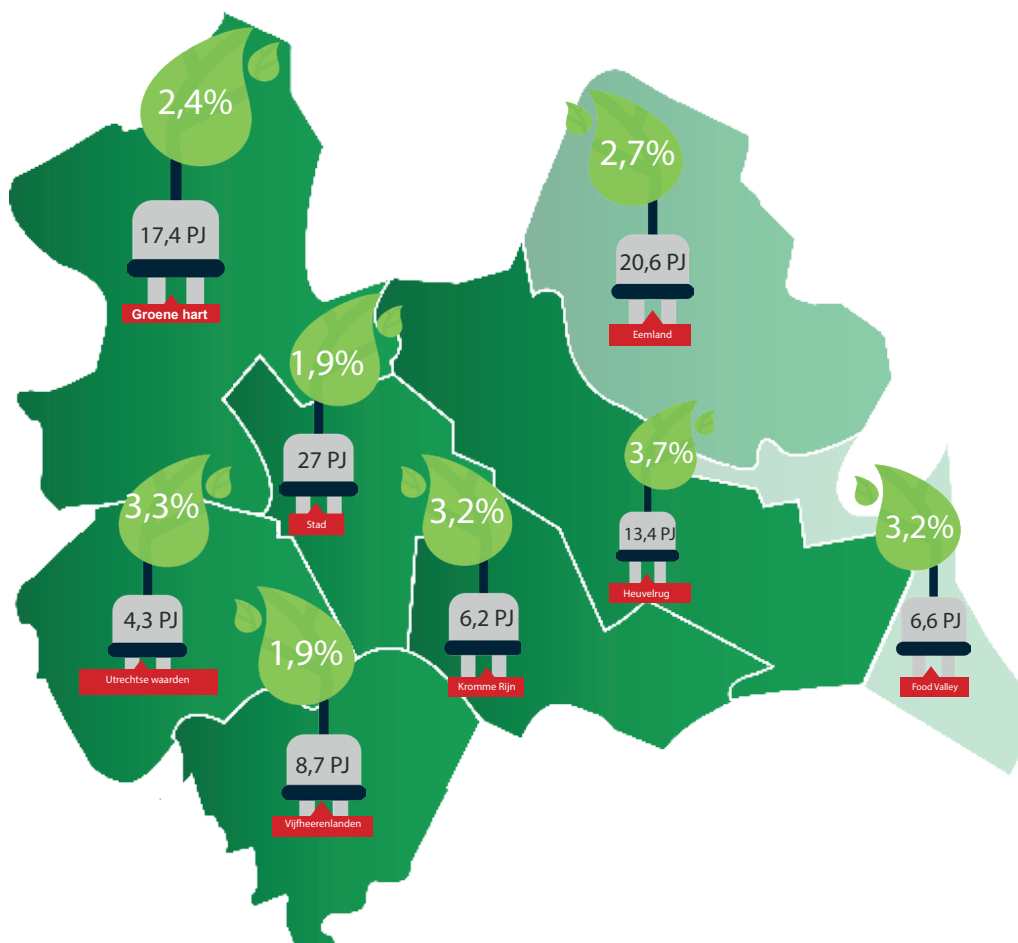 2,4%
17,4 PJ
Groene hart
2,7%
20,6 PJ
Eemland
1,9%
27 PJ
Stad
3,7%
13,4 PJ
Heuvelrug
3,3%
4,3 PJ
Utrechtse waarden
3,2%
6,2 PJ
Kromme Rijn
3,2%
6,6 PJ
Food Valley
1,9%
8,7 PJ
Vijfheerenlanden